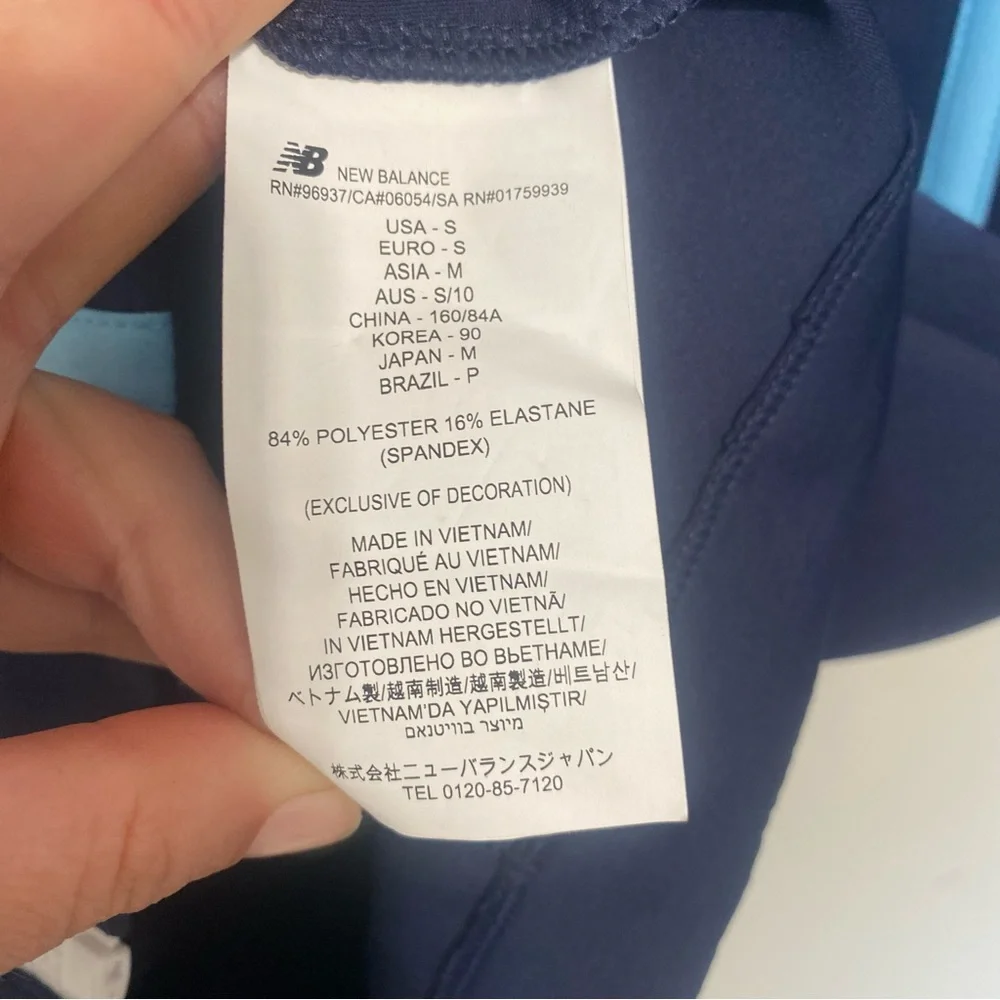 NB NEW BALANCE
RN#96937/CA#06054/SA RN#01759939
USA - S
EURO - S
ASIA - M
AUS - S/10
CHINA - 160/84A
KOREA - 90
JAPAN - M
BRAZIL - P
84% POLYESTER 16% ELASTANE
(SPANDEX)
(EXCLUSIVE OF DECORATION)
MADE IN VIETNAM/
FABRIQUÉ AU VIETNAM/
HECHO EN VIETNAM/
FABRICADO NO VIETNÃ/
IN VIETNAM HERGESTELLT/
ИЗГОТОВЛЕНО ВО ВЬЕТНАМЕ/
ベトナム製/越南制造/越南製造/베트남산/
VIETNAM'DA YAPILMIŞTIR/
מיוצר בוויטנאם
株式会社ニューバランスジャパン
TEL 0120-85-7120